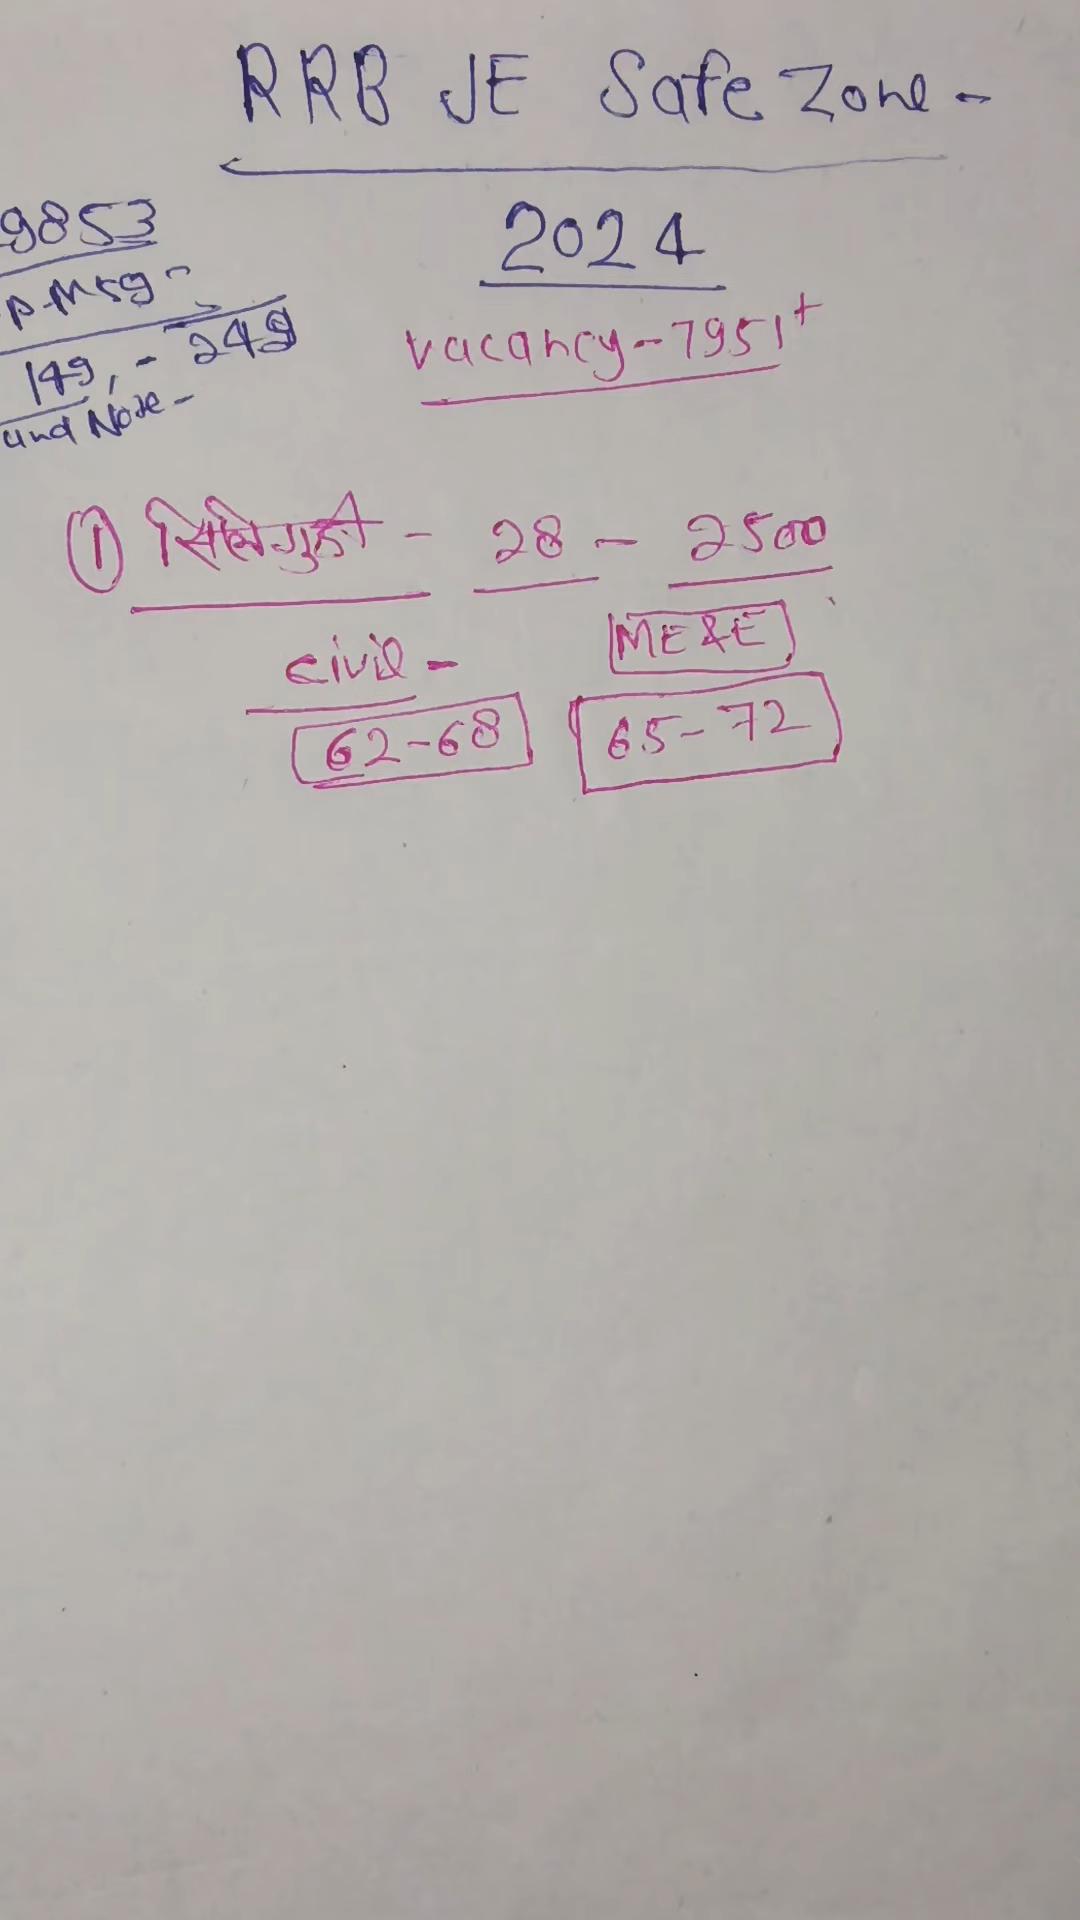 RRB JE Safe Zone -
2024
vacancy - 7951+
9853
P. Msg -
149, - 249
and Note -
① सिलिगुड़ी - 28 - 2500
civil - ME & E
62-68 65-72